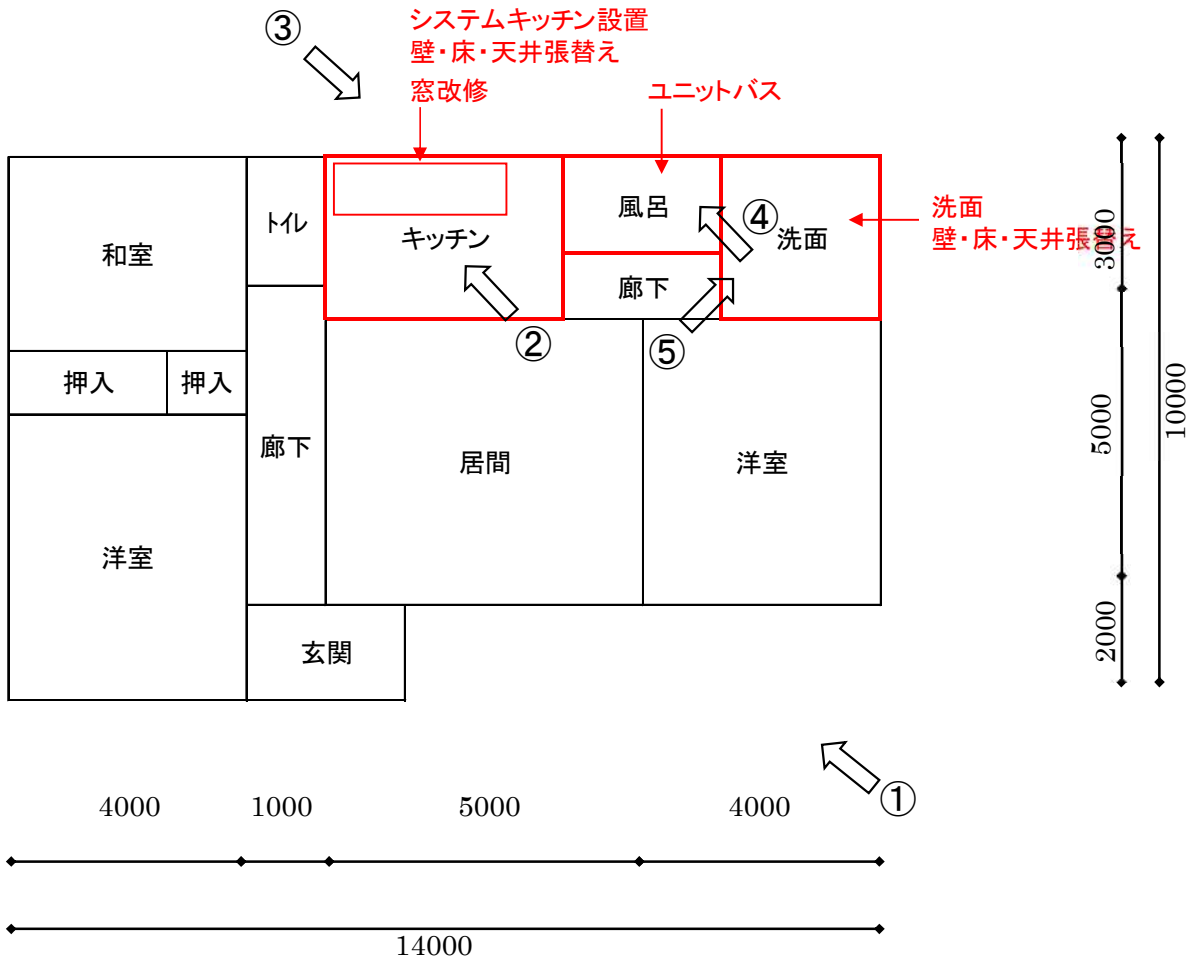 ③
システムキッチン設置
壁・床・天井張替え
窓改修
ユニットバス
和室
トイレ
キッチン
風呂
④
洗面
洗面
壁・床・天井張替え
3000
廊下
②
⑤
押入
押入
廊下
居間
洋室
5000
10000
洋室
玄関
2000
①
4000
1000
5000
4000
14000